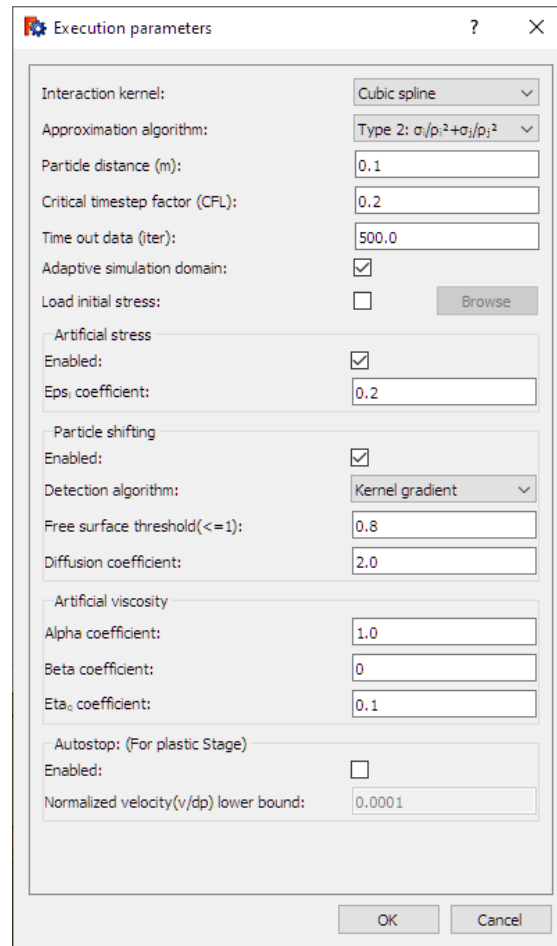 Execution parameters
?
Interaction kernel: Cubic spline
Approximation algorithm: Type 2: σᵢ/ρᵢ²+σⱼ/ρⱼ²
Particle distance (m): 0.1
Critical timestep factor (CFL): 0.2
Time out data (iter): 500.0
Adaptive simulation domain:
Load initial stress: Browse
Artificial stress
Enabled:
Epsᵢ coefficient: 0.2
Particle shifting
Enabled:
Detection algorithm: Kernel gradient
Free surface threshold(<=1): 0.8
Diffusion coefficient: 2.0
Artificial viscosity
Alpha coefficient: 1.0
Beta coefficient: 0
Eta coefficient: 0.1
Autostop: (For plastic Stage)
Enabled:
Normalized velocity(v/dp) lower bound: 0.0001
OK Cancel